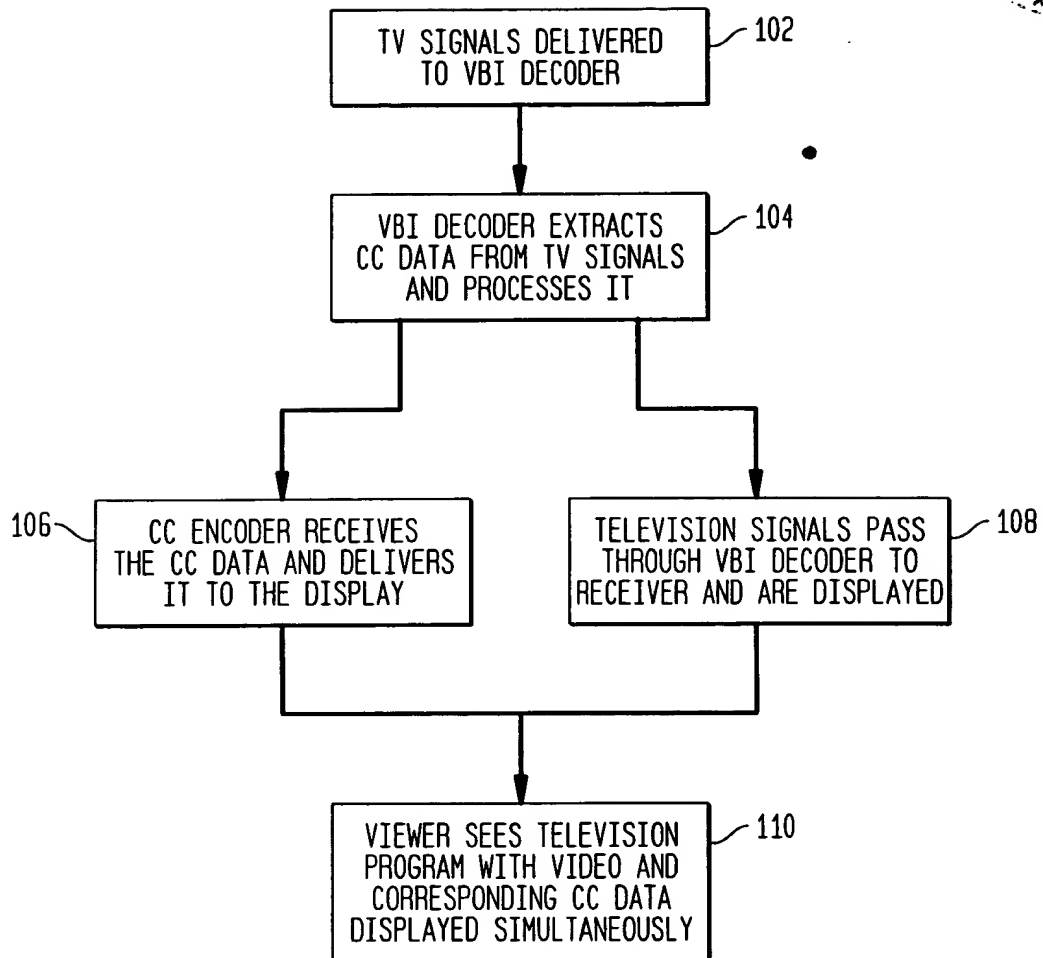 TV SIGNALS DELIVERED
TO VBI DECODER
102
VBI DECODER EXTRACTS
CC DATA FROM TV SIGNALS
AND PROCESSES IT
104
106
CC ENCODER RECEIVES
THE CC DATA AND DELIVERS
IT TO THE DISPLAY
TELEVISION SIGNALS PASS
THROUGH VBI DECODER TO
RECEIVER AND ARE DISPLAYED
108
VIEWER SEES TELEVISION
PROGRAM WITH VIDEO AND
CORRESPONDING CC DATA
DISPLAYED SIMULTANEOUSLY
110